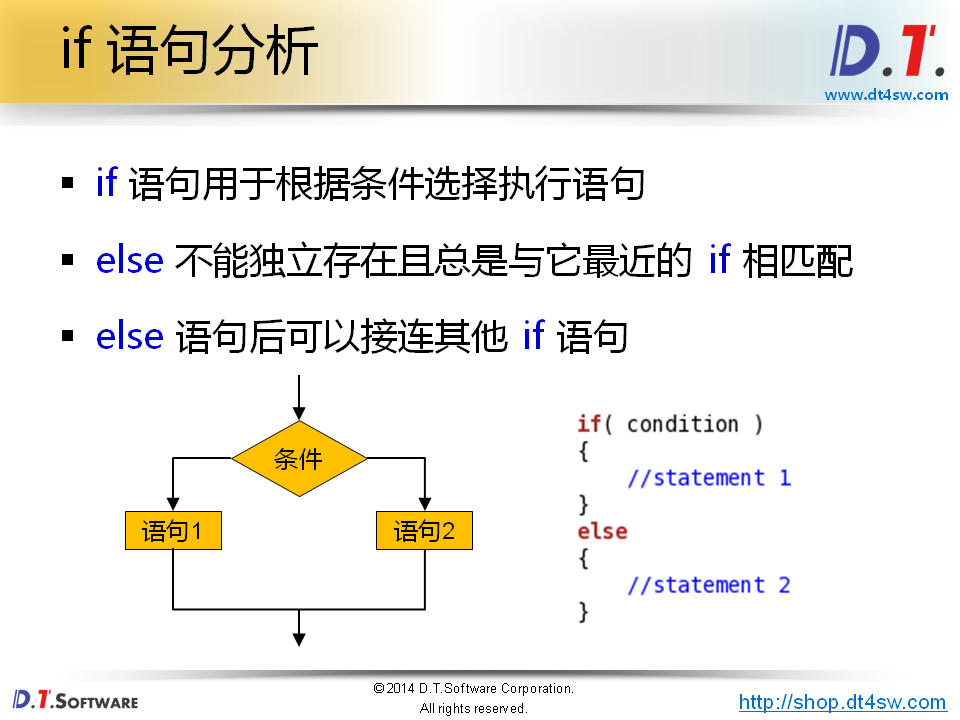 if 语句分析
D.T.
www.dt4sw.com
▪ if 语句用于根据条件选择执行语句
▪ else 不能独立存在且总是与它最近的 if 相匹配
▪ else 语句后可以接连其他 if 语句
条件
语句1
语句2
if( condition )
{
//statement 1
}
else
{
//statement 2
}
D.T.SOFTWARE
©2014 D.T.Software Corporation.
All rights reserved.
http://shop.dt4sw.com